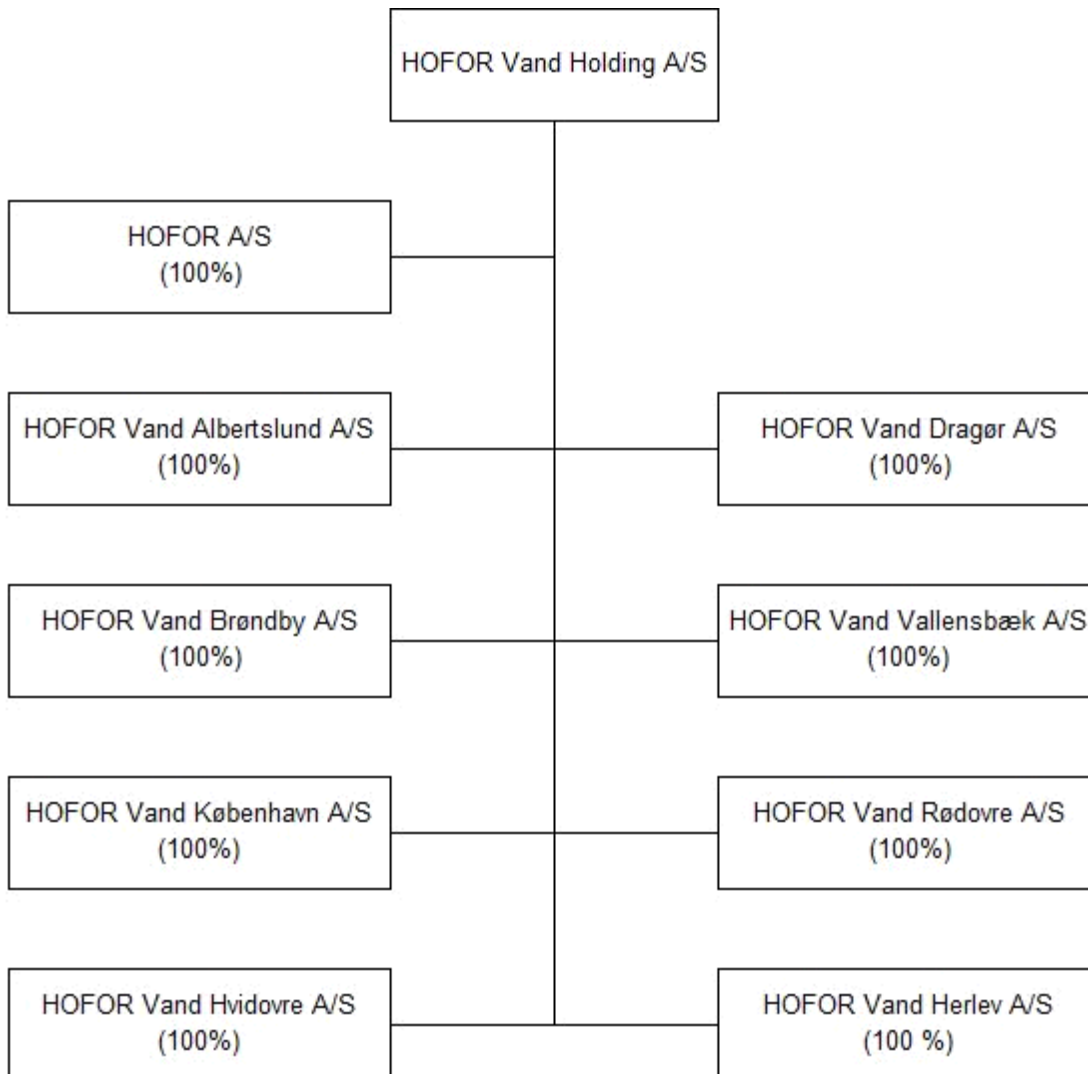 HOFOR Vand Holding A/S
HOFOR A/S
(100%)
HOFOR Vand Albertslund A/S
(100%)
HOFOR Vand Dragør A/S
(100%)
HOFOR Vand Brøndby A/S
(100%)
HOFOR Vand Vallensbæk A/S
(100%)
HOFOR Vand København A/S
(100%)
HOFOR Vand Rødovre A/S
(100%)
HOFOR Vand Hvidovre A/S
(100%)
HOFOR Vand Herlev A/S
(100 %)